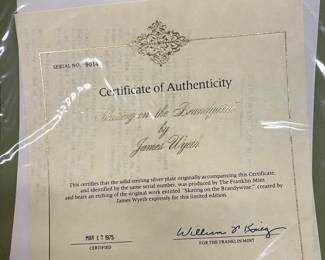 SERIAL NO. 9014
Certificate of Authenticity
"Skating on the Brandywine"
by
James Wyeth
This certifies that the solid sterling silver plate originally accompanying this Certificate,
and identified by the same serial number, was produced by The Franklin Mint
and bears an etching of the original work entitled "Skating on the Brandywine," created by
James Wyeth expressly for this limited edition.
MAR 17 1975
CERTIFIED
FOR THE FRANKLIN MINT